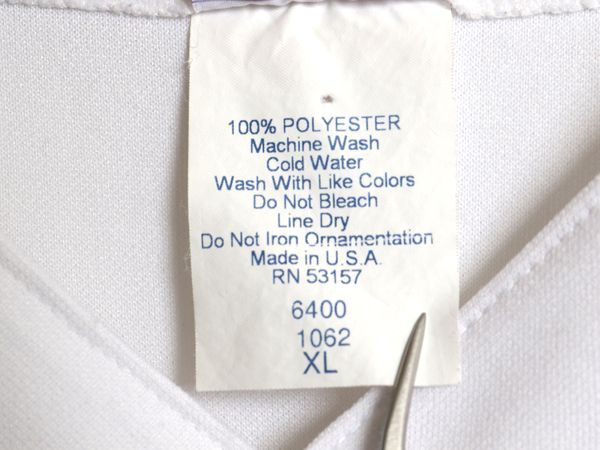 100% POLYESTER
Machine Wash
Cold Water
Wash With Like Colors
Do Not Bleach
Line Dry
Do Not Iron Ornamentation
Made in U.S.A.
RN 53157
6400
1062
XL